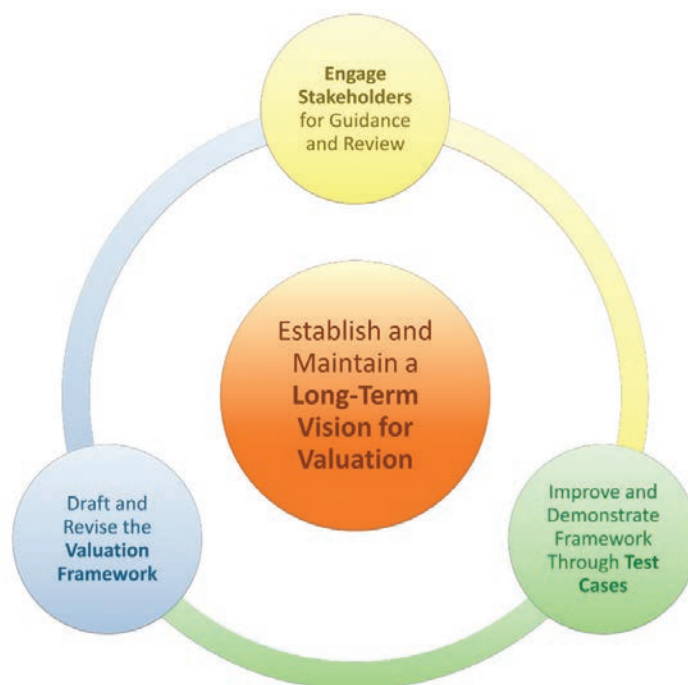 Engage
Stakeholders
for Guidance
and Review
Establish and
Maintain a
Long-Term
Vision for
Valuation
Draft and
Revise the
Valuation
Framework
Improve and
Demonstrate
Framework
Through Test
Cases